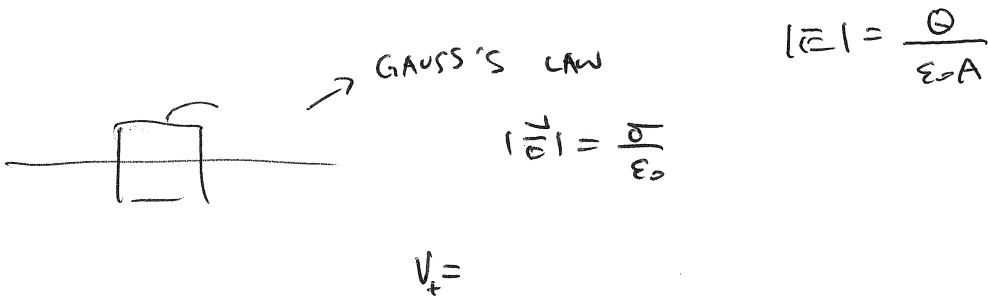 |E| = Q / ε₀A
GAUSS'S LAW
|E⃗| = σ / ε₀
V₊ =